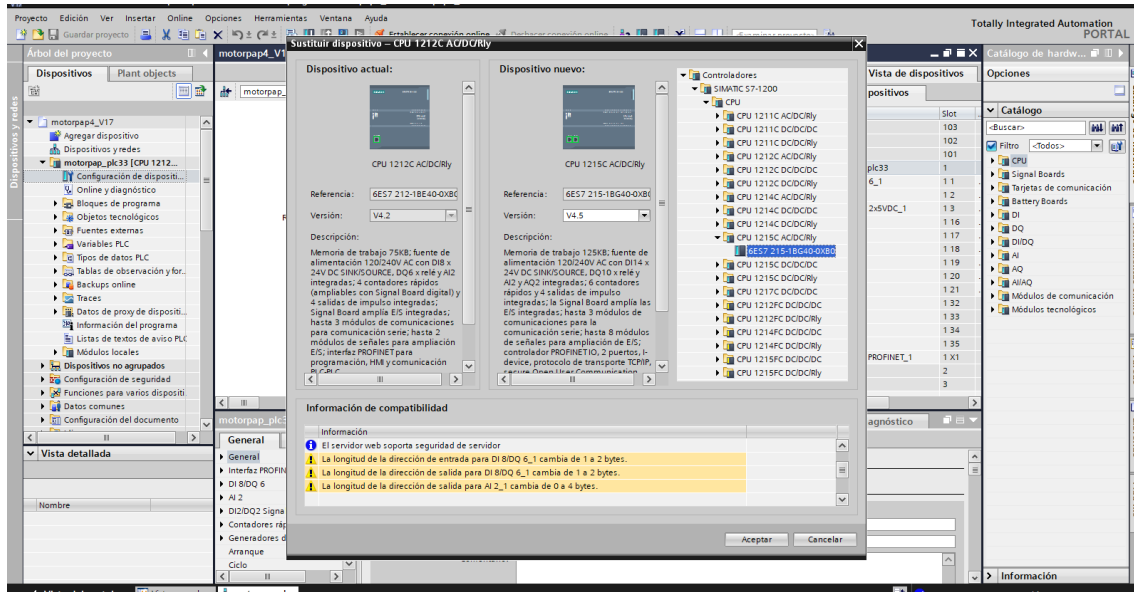 Proyecto Edición Ver Insertar Online Opciones Herramientas Ventana Ayuda
Totally Integrated Automation
PORTAL
Guardar proyecto
Establecer conexión online
Deshacer conexión online
Árbol del proyecto
motorpap4_V1
Dispositivos
Plant objects
Dispositivos y redes
motorpap4_V17
Agregar dispositivo
Dispositivos y redes
motorpap_plc33 [CPU 1212...
Configuración de dispositi...
Online y diagnóstico
Bloques de programa
Objetos tecnológicos
Fuentes externas
Variables PLC
Tipos de datos PLC
Tablas de observación y for..
Backups online
Traces
Datos de proxy de dispositi...
Información del programa
Listas de textos de aviso PLC
Módulos locales
Dispositivos no agrupados
Configuración de seguridad
Funciones para varios dispositi
Datos comunes
Configuración del documento
Vista detallada
Nombre
motorpap_
motorpap_plc3
General
General
Interfaz PROFIN
DI 8/DQ 6
AI 2
DI2/DQ2 Signa
Contadores ráp
Generadores d
Arranque
Ciclo
Sustituir dispositivo -- CPU 1212C AC/DC/Rly
Dispositivo actual:
CPU 1212C AC/DC/Rly
Referencia: 6ES7 212-1BE40-0XB0
Versión: V4.2
Descripción:
Memoria de trabajo 75KB; fuente de
alimentación 120/240V AC con DI8 x
24V DC SINK/SOURCE, DQ6 x relé y AI2
integradas; 4 contadores rápidos
(ampliables con Signal Board digital) y
4 salidas de impulso integradas;
Signal Board amplía E/S integradas;
hasta 3 módulos de comunicaciones
para comunicación serie; hasta 2
módulos de señales para ampliación
E/S; interfaz PROFINET para
programación, HMI y comunicación
PLC-PLC
Dispositivo nuevo:
CPU 1215C AC/DC/Rly
Referencia: 6ES7 215-1BG40-0XB0
Versión: V4.5
Descripción:
Memoria de trabajo 125KB; fuente de
alimentación 120/240V AC con DI14 x
24V DC SINK/SOURCE, DQ10 x relé y
AI2 y AQ2 integradas; 6 contadores
rápidos y 4 salidas de impulso
integradas; la Signal Board amplía las
E/S integradas; hasta 3 módulos de
comunicaciones para la
comunicación serie; hasta 8 módulos
de señales para ampliación de E/S;
controlador PROFINET IO, 2 puertos, I-
device, protocolo de transporte TCP/IP,
secure Open User Communication
Controladores
SIMATIC S7-1200
CPU
CPU 1211C AC/DC/Rly
CPU 1211C DC/DC/DC
CPU 1211C DC/DC/Rly
CPU 1212C AC/DC/Rly
CPU 1212C DC/DC/DC
CPU 1212C DC/DC/Rly
CPU 1214C AC/DC/Rly
CPU 1214C DC/DC/DC
CPU 1214C DC/DC/Rly
CPU 1215C AC/DC/Rly
6ES7 215-1BG40-0XB0
CPU 1215C DC/DC/DC
CPU 1215C DC/DC/Rly
CPU 1217C DC/DC/DC
CPU 1212FC DC/DC/DC
CPU 1212FC DC/DC/Rly
CPU 1214FC DC/DC/DC
CPU 1214FC DC/DC/Rly
CPU 1215FC DC/DC/DC
CPU 1215FC DC/DC/Rly
Información de compatibilidad
Información
El servidor web soporta seguridad de servidor
La longitud de la dirección de entrada para DI 8/DQ 6_1 cambia de 1 a 2 bytes.
La longitud de la dirección de salida para DI 8/DQ 6_1 cambia de 1 a 2 bytes.
La longitud de la dirección de salida para AI 2_1 cambia de 0 a 4 bytes.
Aceptar
Cancelar
Vista de dispositivos
positivos
Slot
103
102
101
plc33 1
6_1 1 1
1 2
2x5VDC_1 1 3
1 16
1 17
1 18
1 19
1 20
1 21
1 32
1 33
1 34
1 35
PROFINET_1 1 X1
2
3
agnóstico
Catálogo de hardw...
Opciones
Catálogo
<Buscar>
Filtro <Todos>
CPU
Signal Boards
Tarjetas de comunicación
Battery Boards
DI
DQ
DI/DQ
AI
AQ
AI/AQ
Módulos de comunicación
Módulos tecnológicos
Información